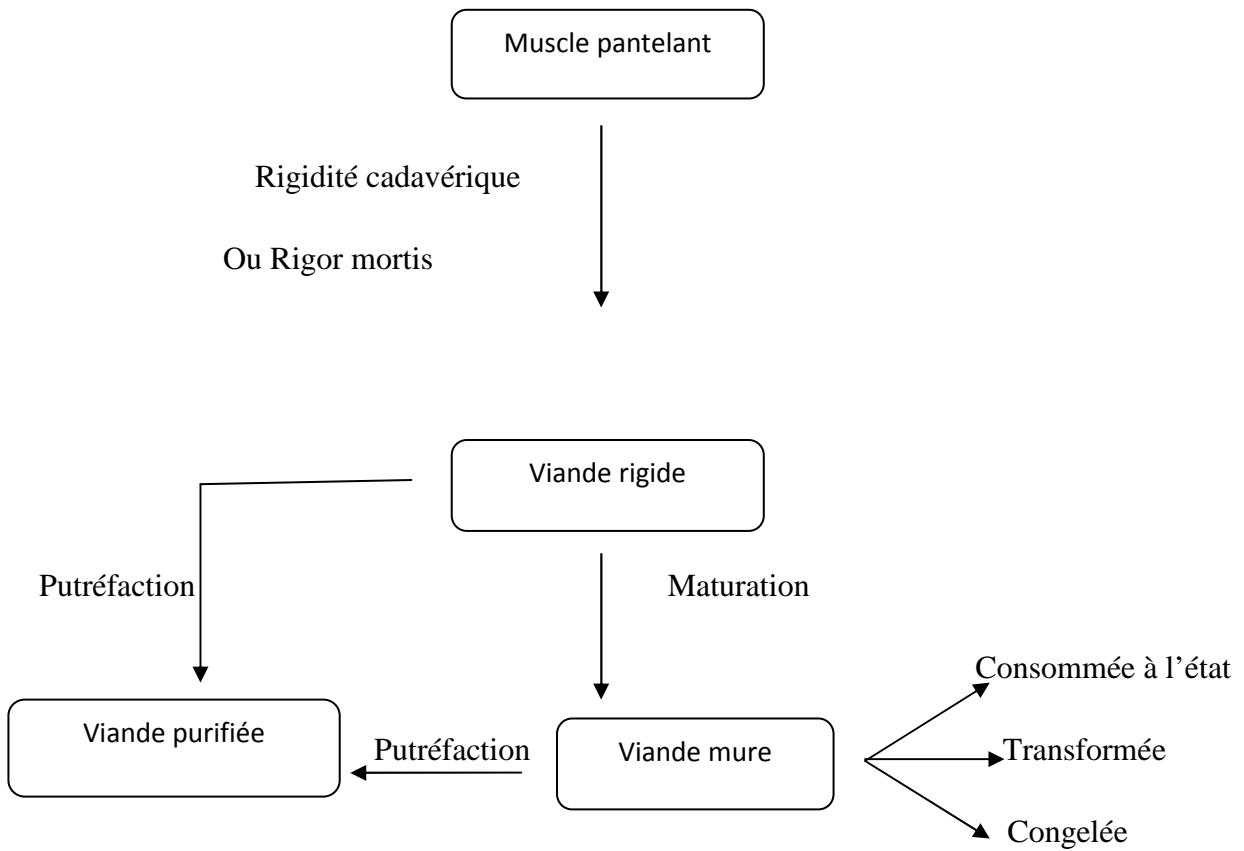 Muscle pantelant
Rigidité cadavérique
Ou Rigor mortis
Viande rigide
Putréfaction
Maturation
Consommée à l’état
Viande purifiée
Putréfaction
Viande mure
Transformée
Congelée